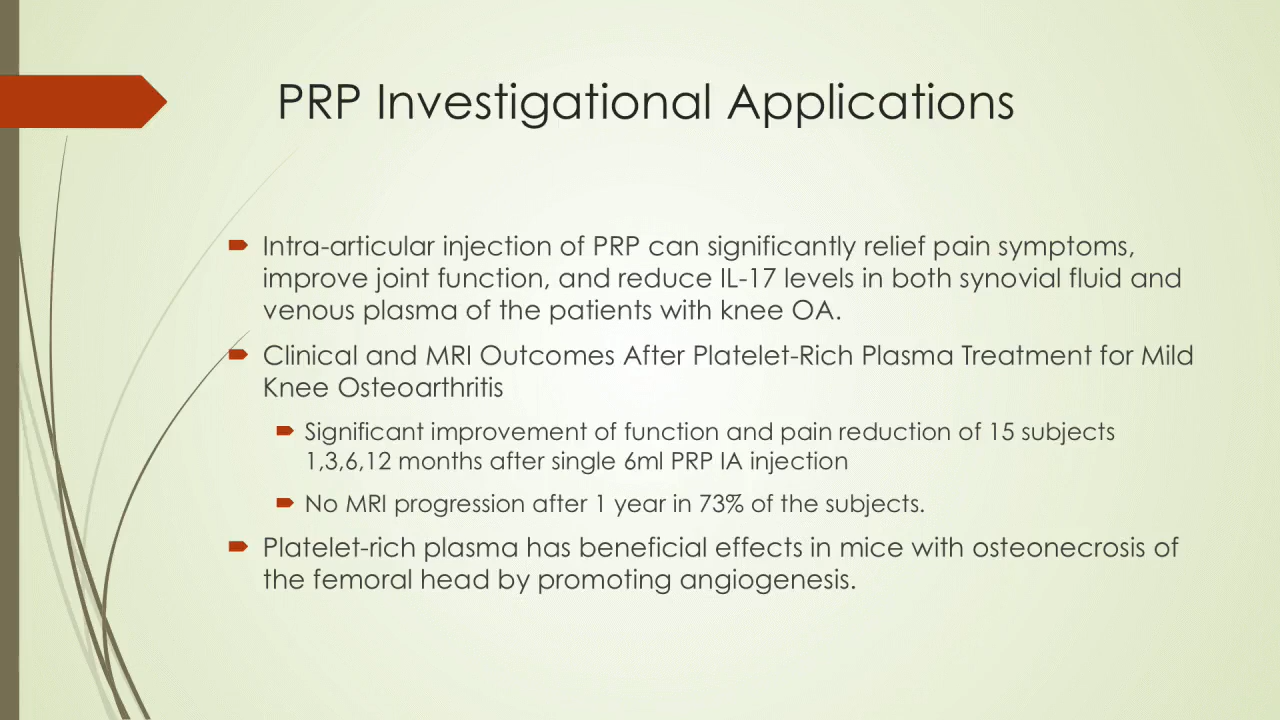 PRP Investigational Applications
Intra-articular injection of PRP can significantly relief pain symptoms,
improve joint function, and reduce IL-17 levels in both synovial fluid and
venous plasma of the patients with knee OA.
Clinical and MRI Outcomes After Platelet-Rich Plasma Treatment for Mild
Knee Osteoarthritis
Significant improvement of function and pain reduction of 15 subjects
1,3,6,12 months after single 6ml PRP IA injection
No MRI progression after 1 year in 73% of the subjects.
Platelet-rich plasma has beneficial effects in mice with osteonecrosis of
the femoral head by promoting angiogenesis.